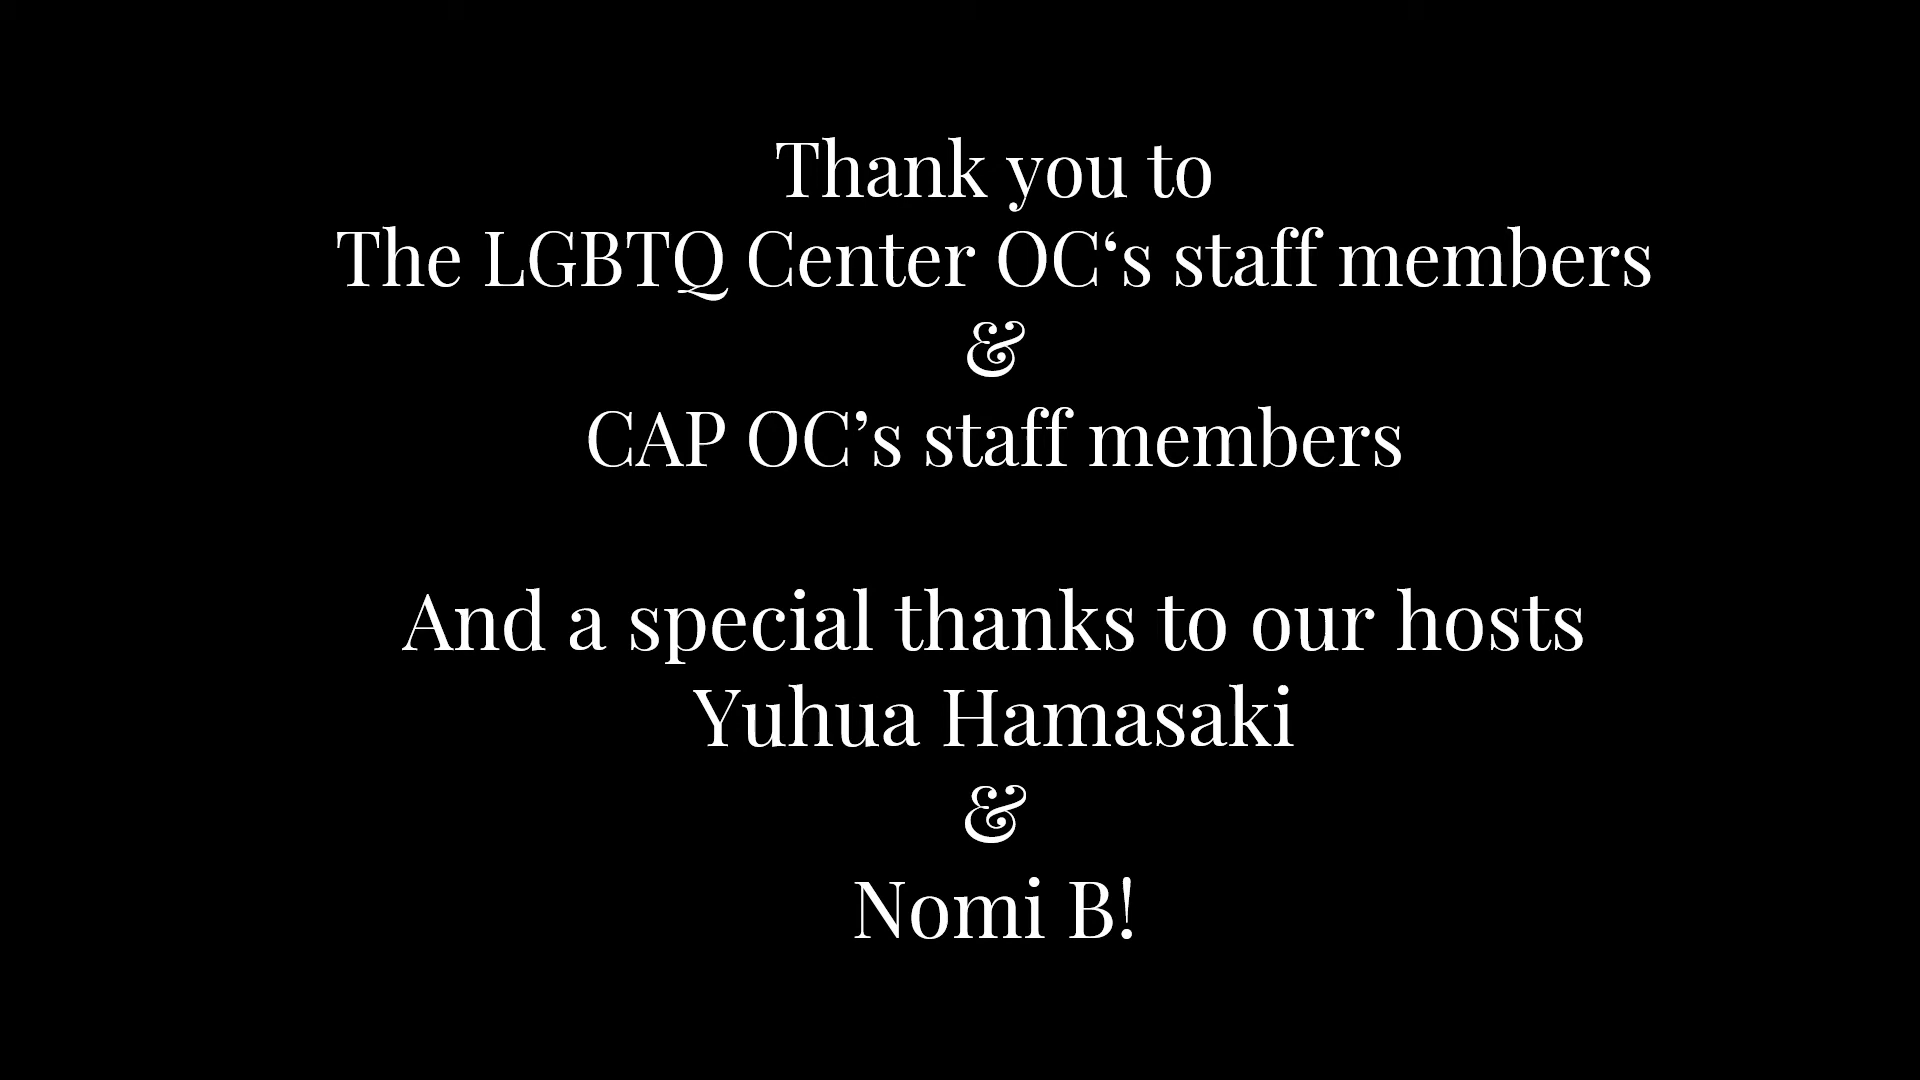 Thank you to
The LGBTQ Center OC‘s staff members
&
CAP OC’s staff members
And a special thanks to our hosts
Yuhua Hamasaki
&
Nomi B!